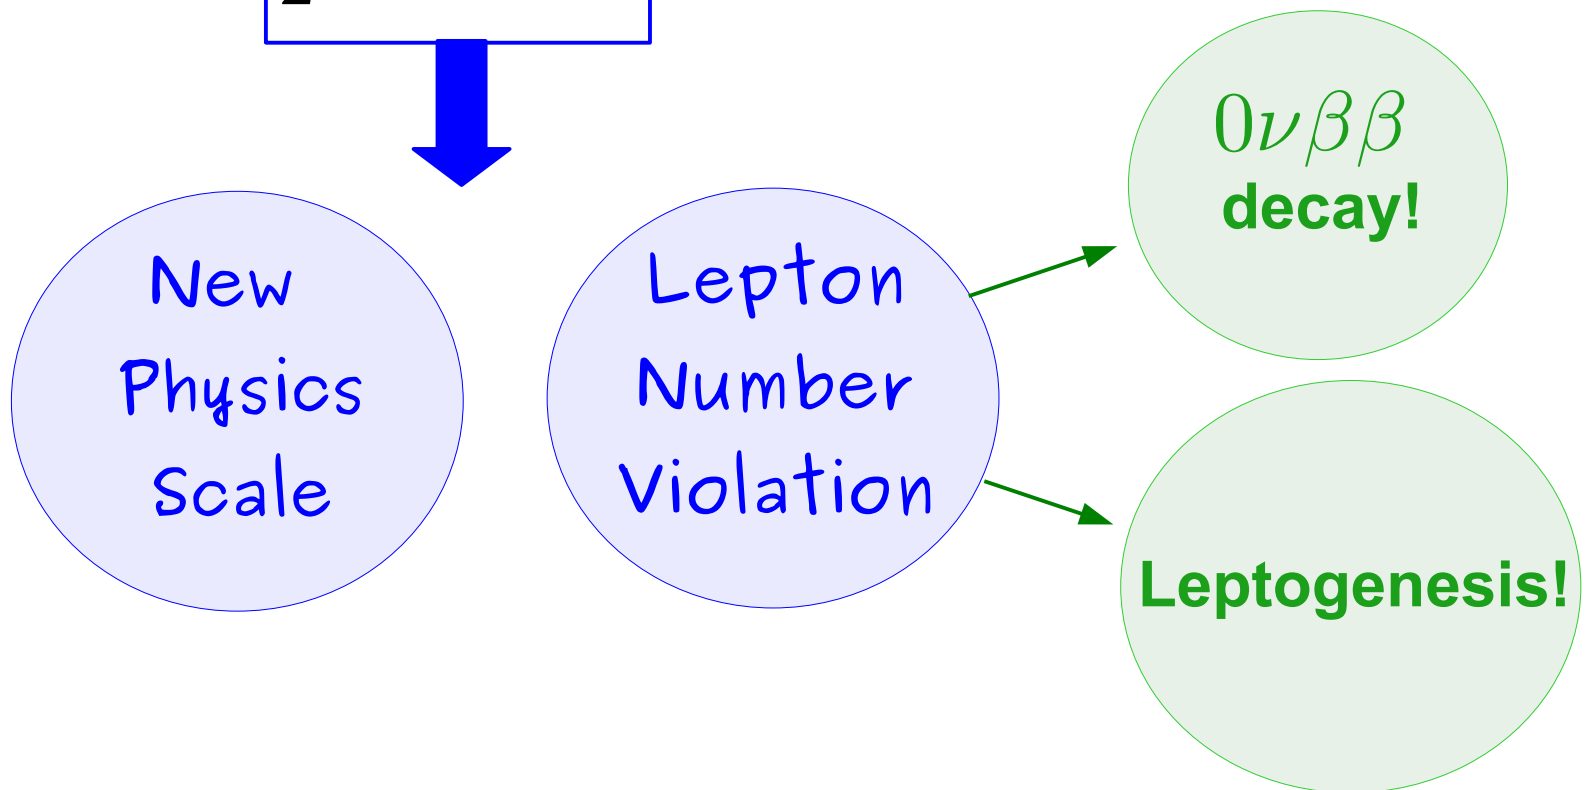 New
Physics
Scale
Lepton
Number
Violation
0νββ
decay!
Leptogenesis!